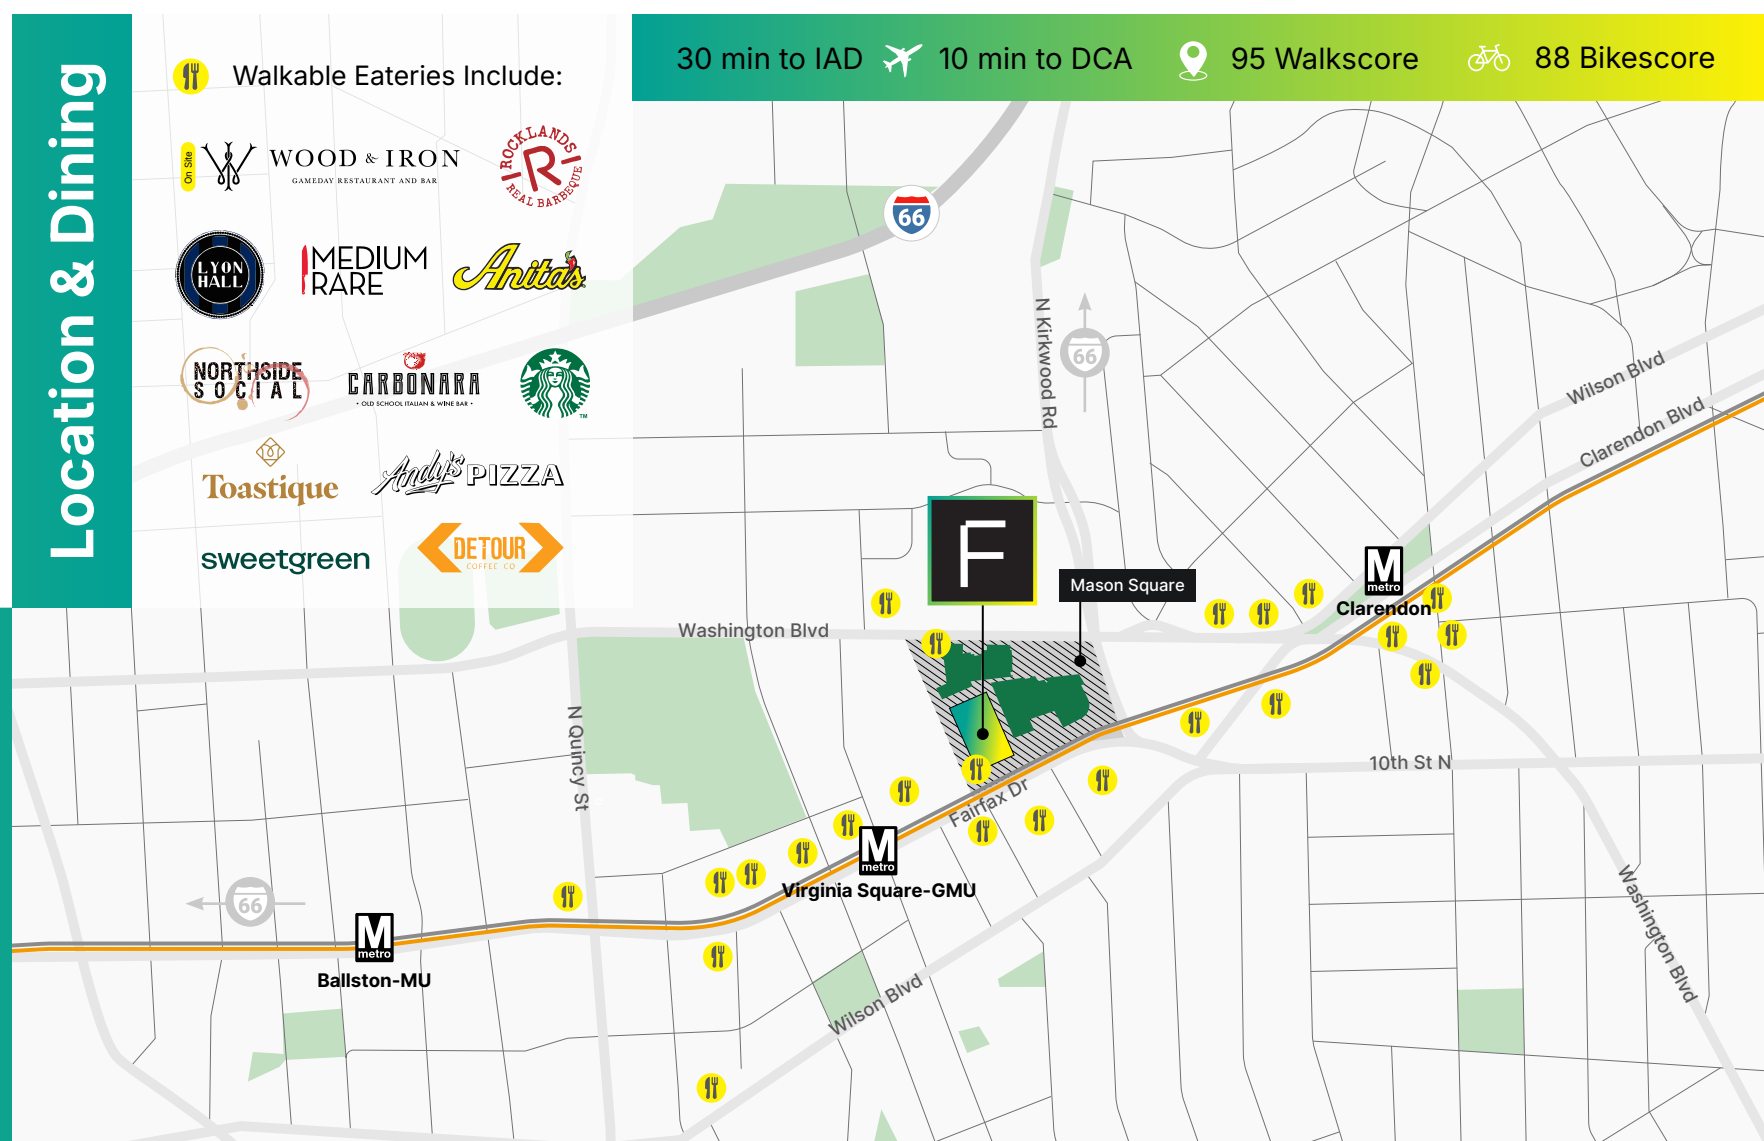 Location & Dining
Walkable Eateries Include:
On Site
WOOD & IRON
GAMEDAY RESTAURANT AND BAR
ROCKLANDS
R
REAL BARBEQUE
LYON
HALL
MEDIUM
RARE
Anita's
NORTHSIDE
SOCIAL
CARBONARA
• OLD SCHOOL ITALIAN & WINE BAR •
TM
Toastique
Andy's PIZZA
sweetgreen
DETOUR
COFFEE CO
30 min to IAD
10 min to DCA
95 Walkscore
88 Bikescore
66
N Kirkwood Rd
66
Wilson Blvd
Clarendon Blvd
F
Mason Square
M
metro
Clarendon
Washington Blvd
N Quincy St
10th St N
Fairfax Dr
M
metro
Virginia Square-GMU
66
M
metro
Ballston-MU
Wilson Blvd
Washington Blvd